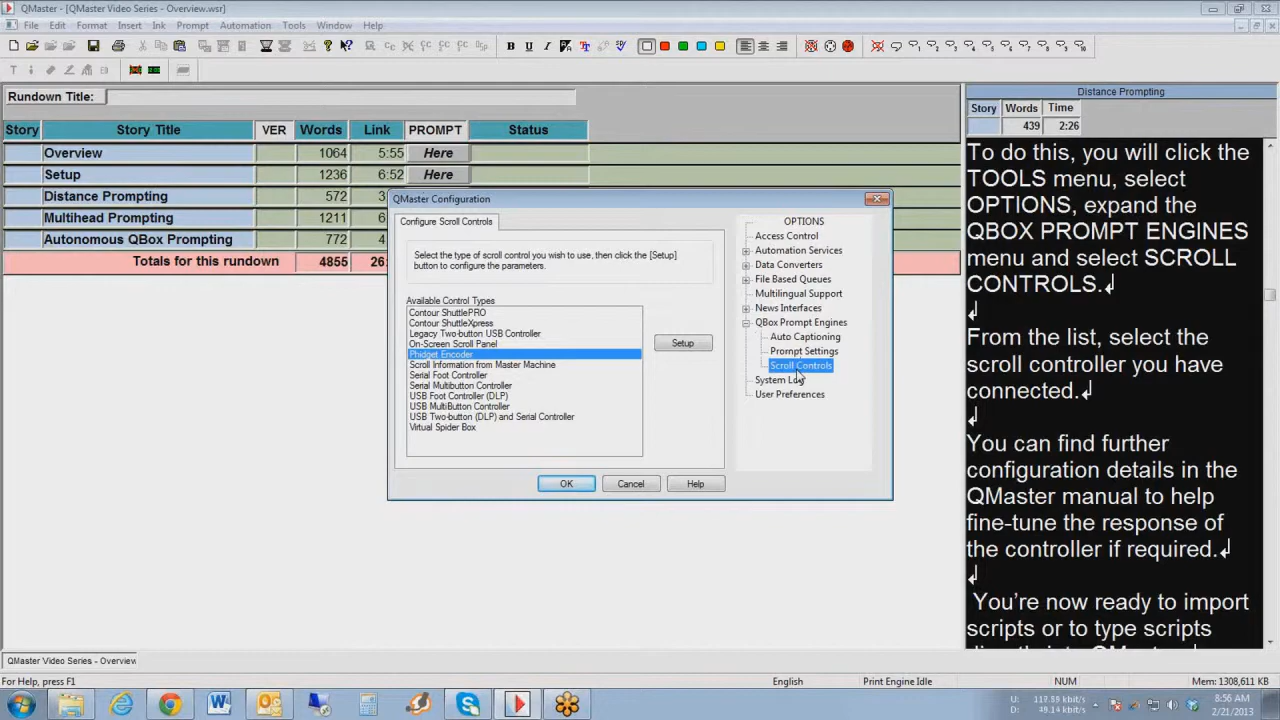 QMaster - [QMaster Video Series - Overview.wsr]
File Edit Format Insert Ink Prompt Automation Tools Window Help
Rundown Title:
Story Story Title VER Words Link PROMPT Status
Overview 1064 5:55 Here
Setup 1236 6:52 Here
Distance Prompting 572 3
Multihead Prompting 1211 6
Autonomous QBox Prompting 772 4
Totals for this rundown 4855 26
QMaster Configuration
Configure Scroll Controls
Select the type of scroll control you wish to use, then click the [Setup]
button to configure the parameters.
Available Control Types
Contour ShuttlePRO
Contour ShuttleXpress
Legacy Two-button USB Controller
On-Screen Scroll Panel
Phidget Encoder
Scroll Information from Master Machine
Serial Foot Controller
Serial Multibutton Controller
USB Foot Controller (DLP)
USB MultiButton Controller
USB Two-button (DLP) and Serial Controller
Virtual Spider Box
Setup
OPTIONS
Access Control
Automation Services
Data Converters
File Based Queues
Multilingual Support
News Interfaces
QBox Prompt Engines
Auto Captioning
Prompt Settings
Scroll Controls
System Log
User Preferences
OK Cancel Help
Distance Prompting
Story Words Time
439 2:26
To do this, you will click the
TOOLS menu, select
OPTIONS, expand the
QBOX PROMPT ENGINES
menu and select SCROLL
CONTROLS.
From the list, select the
scroll controller you have
connected.
You can find further
configuration details in the
QMaster manual to help
fine-tune the response of
the controller if required.
You're now ready to import
scripts or to type scripts
QMaster Video Series - Overview
For Help, press F1 English Print Engine Idle NUM Mem: 1308,611 KB
U: 117.59 kbit/s
D: 49.14 kbit/s
8:56 AM
2/21/2013